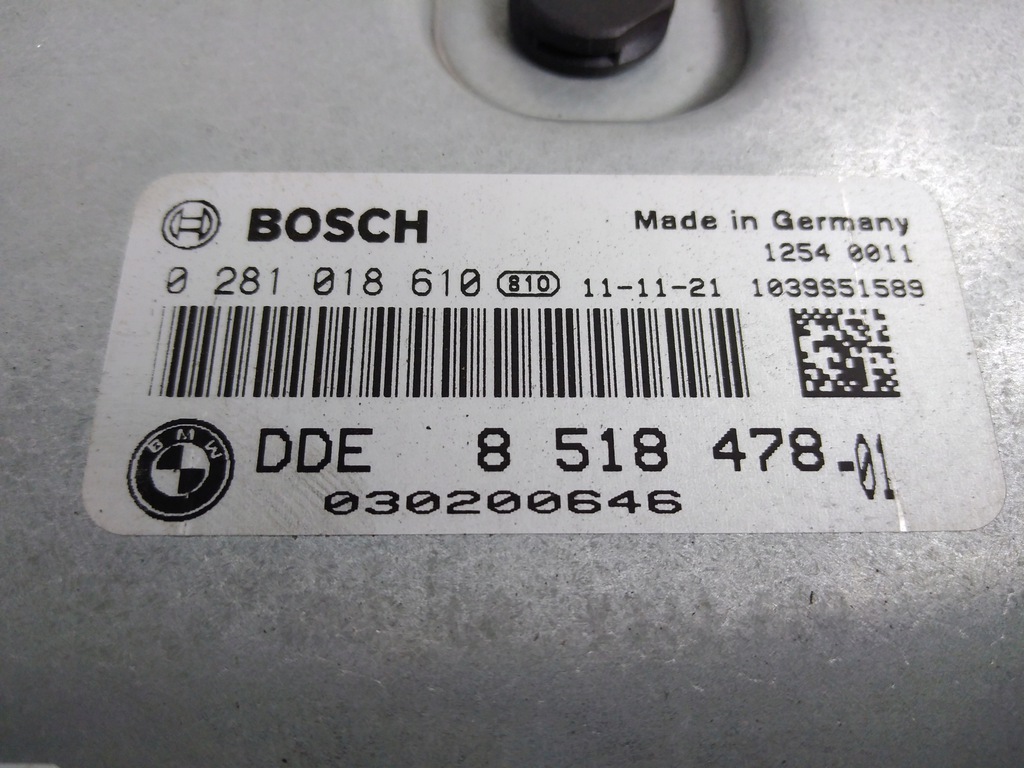 BOSCH Made in Germany
1254 0011
0 281 018 610 810 11-11-21 1039S51589
BMW DDE 8 518 478.-01
030200646